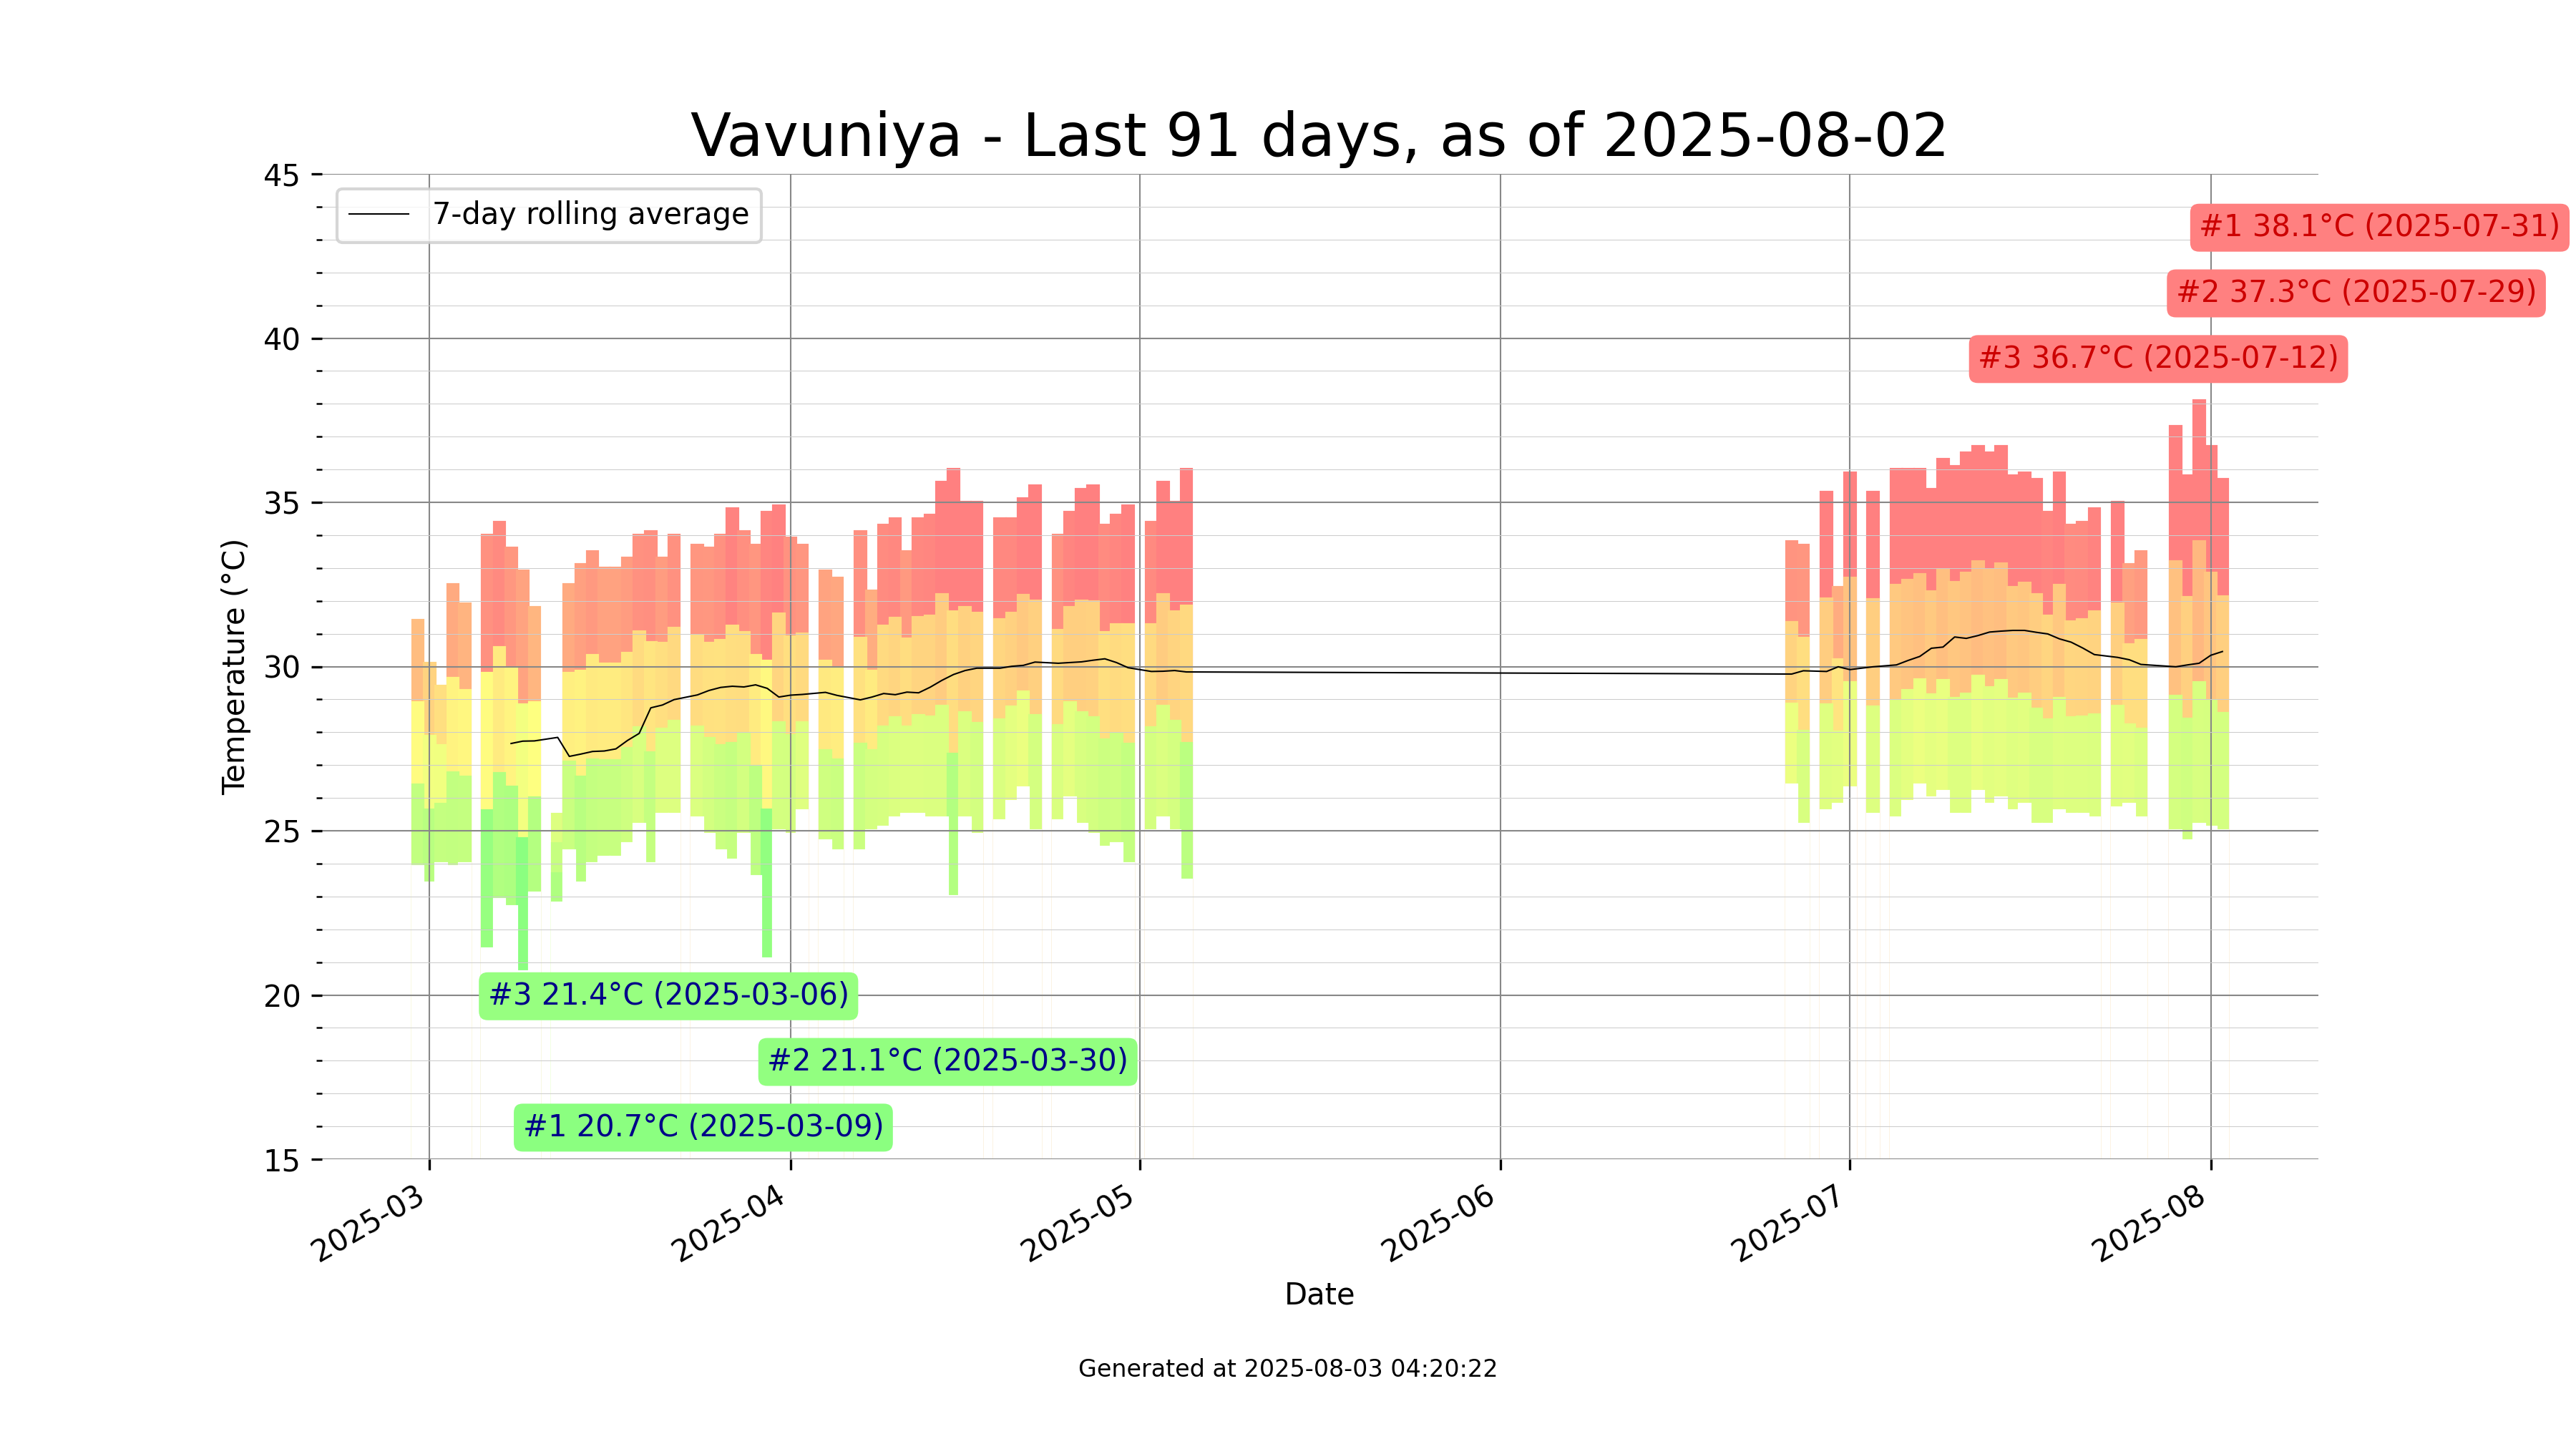 Vavuniya - Last 91 days, as of 2025-08-02
45
7-day rolling average
#1 38.1°C (2025-07-31)
#2 37.3°C (2025-07-29)
40
#3 36.7°C (2025-07-12)
35
Temperature (°C)
30
25
20
#3 21.4°C (2025-03-06)
#2 21.1°C (2025-03-30)
#1 20.7°C (2025-03-09)
15
2025-03
2025-04
2025-05
2025-06
2025-07
2025-08
Date
Generated at 2025-08-03 04:20:22